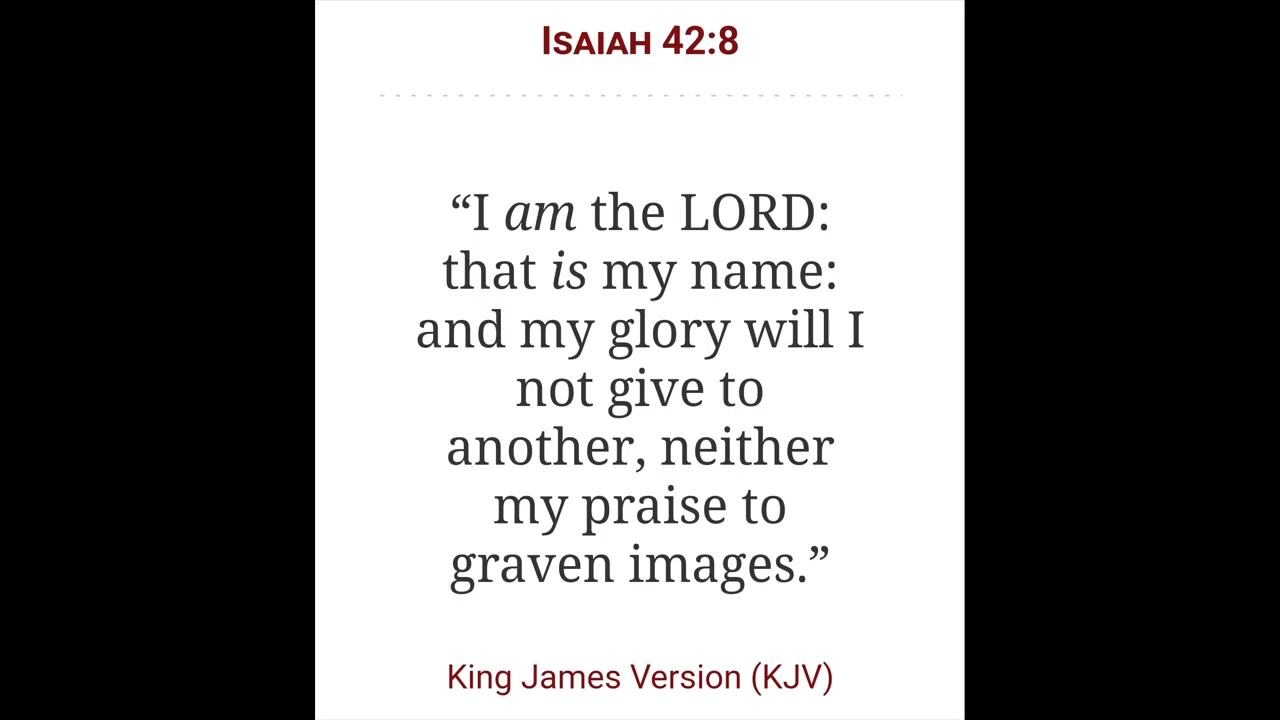 Isaiah 42:8
“I am the LORD:
that is my name:
and my glory will I
not give to
another, neither
my praise to
graven images.”
King James Version (KJV)